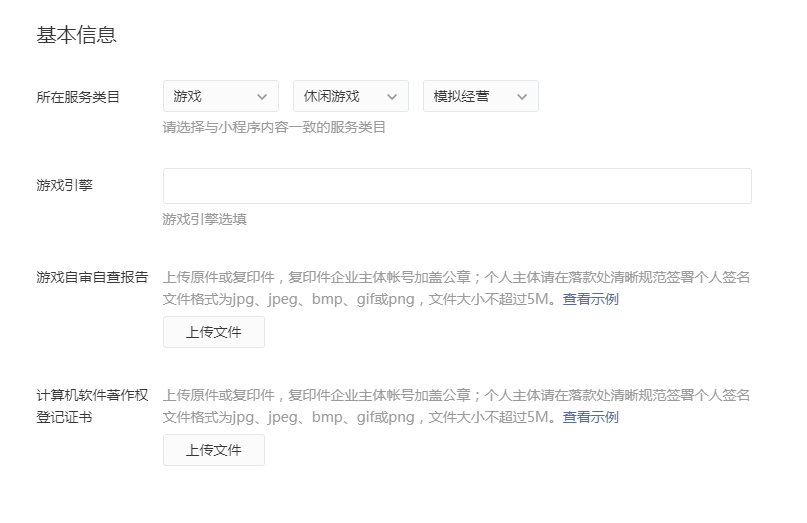 基本信息
所在服务类目 游戏 休闲游戏 模拟经营
请选择与小程序内容一致的服务类目
游戏引擎
游戏引擎选填
游戏自审自查报告 上传原件或复印件，复印件企业主体帐号加盖公章；个人主体请在落款处清晰规范签署个人签名
文件格式为jpg、jpeg、bmp、gif或png，文件大小不超过5M。查看示例
上传文件
计算机软件著作权 上传原件或复印件，复印件企业主体帐号加盖公章；个人主体请在落款处清晰规范签署个人签名
登记证书 文件格式为jpg、jpeg、bmp、gif或png，文件大小不超过5M。查看示例
上传文件